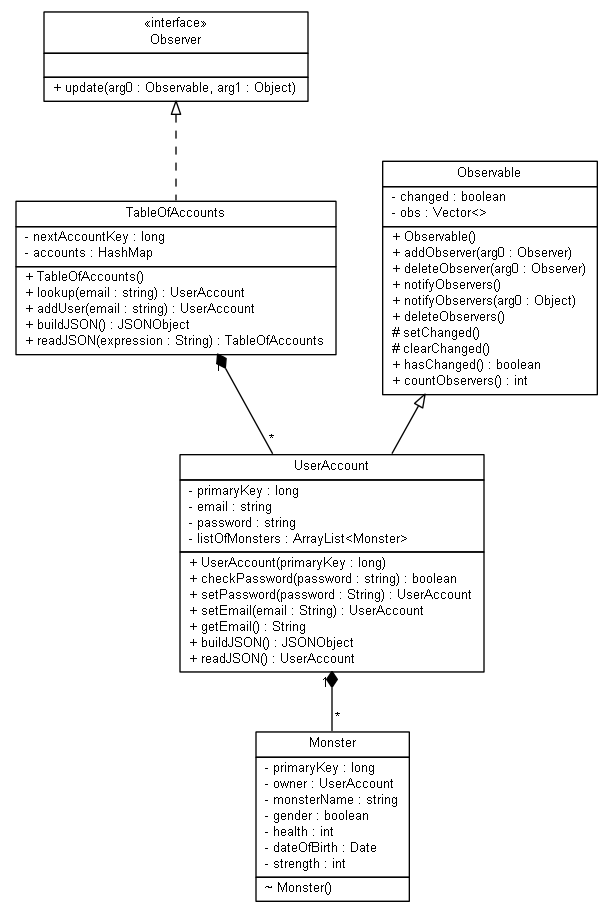 «interface»
Observer
+ update(arg0 : Observable, arg1 : Object)
Observable
- changed : boolean
- obs : Vector<>
+ Observable()
+ addObserver(arg0 : Observer)
+ deleteObserver(arg0 : Observer)
+ notifyObservers()
+ notifyObservers(arg0 : Object)
+ deleteObservers()
# setChanged()
# clearChanged()
+ hasChanged() : boolean
+ countObservers() : int
TableOfAccounts
- nextAccountKey : long
- accounts : HashMap
+ TableOfAccounts()
+ lookup(email : string) : UserAccount
+ addUser(email : string) : UserAccount
+ buildJSON() : JSONObject
+ readJSON(expression : String) : TableOfAccounts
1
*
UserAccount
- primaryKey : long
- email : string
- password : string
- listOfMonsters : ArrayList<Monster>
+ UserAccount(primaryKey : long)
+ checkPassword(password : string) : boolean
+ setPassword(password : String) : UserAccount
+ setEmail(email : String) : UserAccount
+ getEmail() : String
+ buildJSON() : JSONObject
+ readJSON() : UserAccount
1
*
Monster
- primaryKey : long
- owner : UserAccount
- monsterName : string
- gender : boolean
- health : int
- dateOfBirth : Date
- strength : int
~ Monster()